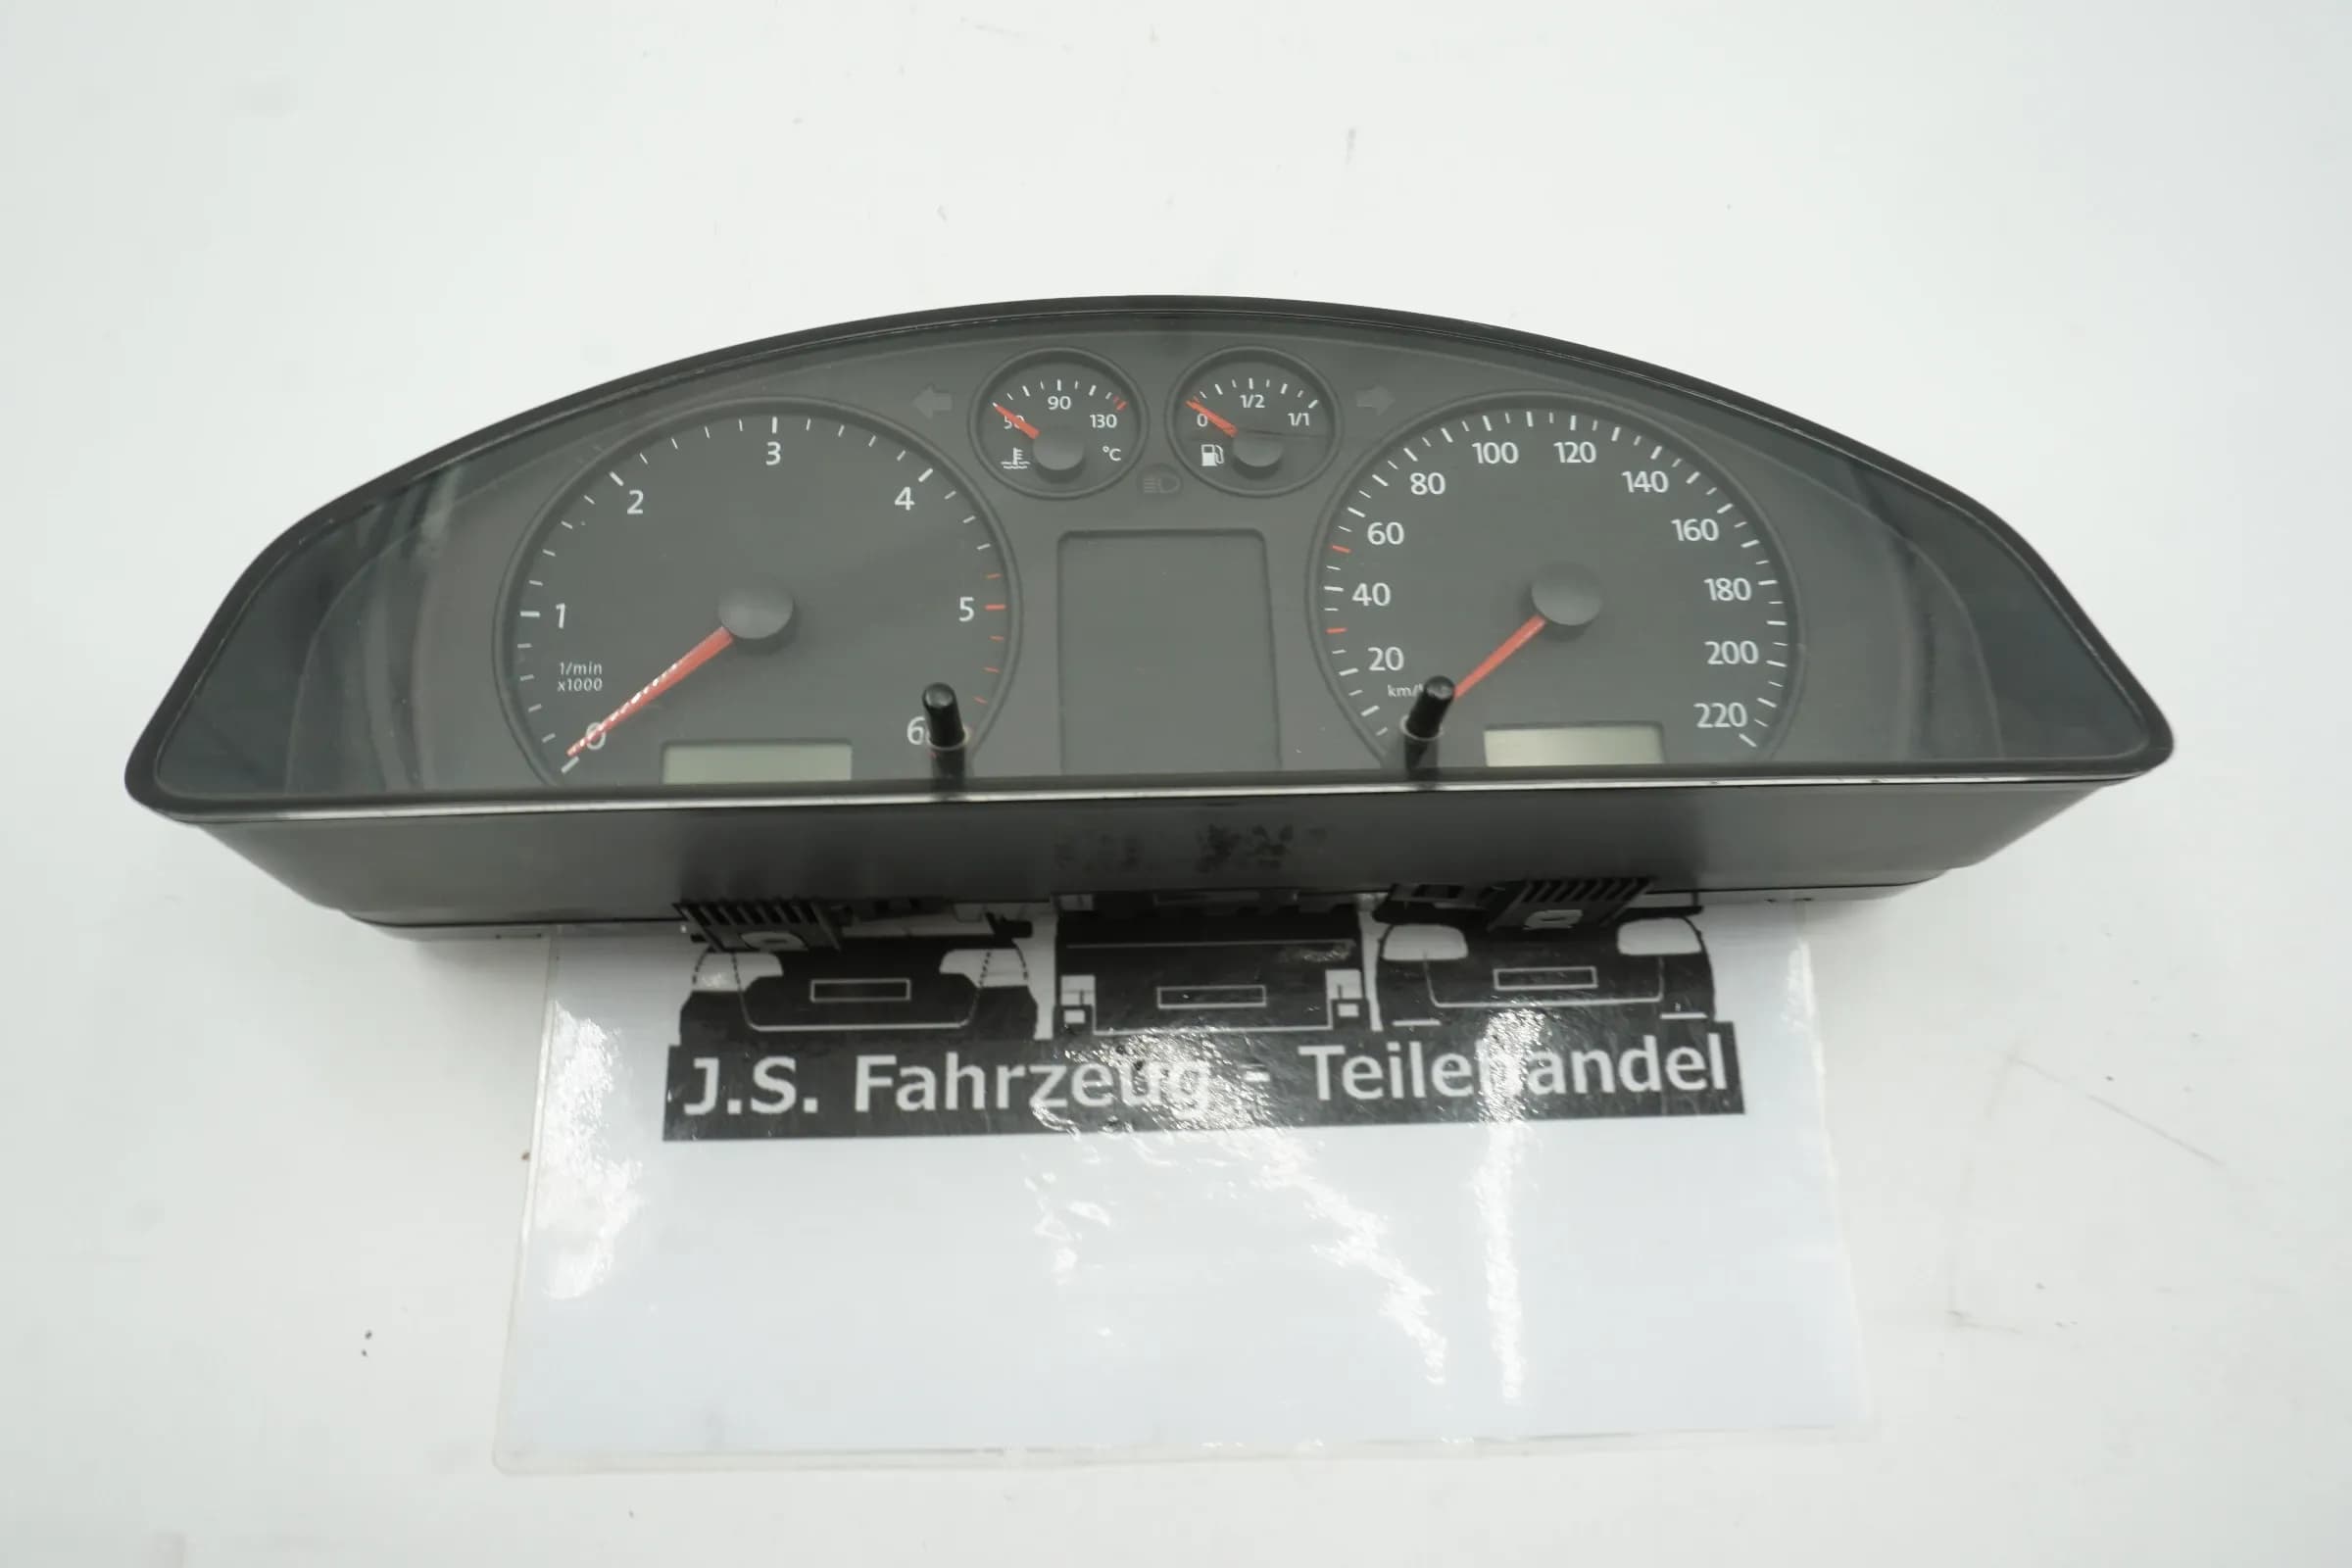 50 90 130
°C
0 1/2 1/1
0 1 2 3 4 5 6
1/min
x1000
20 40 60 80 100 120 140 160 180 200 220
J.S. Fahrzeug - Teilehandel